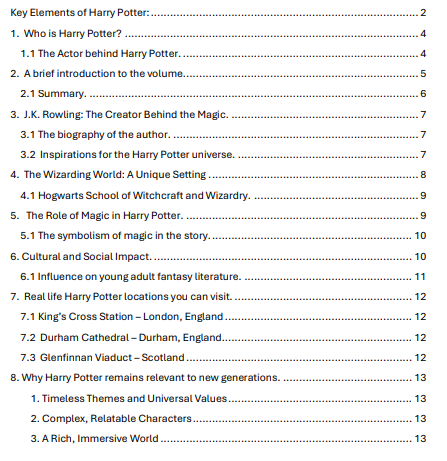 Key Elements of Harry Potter: ........ 2
1. Who is Harry Potter? ........ 4
1.1 The Actor behind Harry Potter. ........ 4
2. A brief introduction to the volume. ........ 5
2.1 Summary. ........ 6
3. J.K. Rowling: The Creator Behind the Magic. ........ 7
3.1 The biography of the author. ........ 7
3.2 Inspirations for the Harry Potter universe. ........ 7
4. The Wizarding World: A Unique Setting ........ 8
4.1 Hogwarts School of Witchcraft and Wizardry. ........ 9
5. The Role of Magic in Harry Potter. ........ 9
5.1 The symbolism of magic in the story. ........ 10
6. Cultural and Social Impact. ........ 10
6.1 Influence on young adult fantasy literature. ........ 11
7. Real life Harry Potter locations you can visit. ........ 12
7.1 King's Cross Station – London, England ........ 12
7.2 Durham Cathedral – Durham, England ........ 12
7.3 Glenfinnan Viaduct – Scotland ........ 12
8. Why Harry Potter remains relevant to new generations. ........ 13
1. Timeless Themes and Universal Values ........ 13
2. Complex, Relatable Characters ........ 13
3. A Rich, Immersive World ........ 13